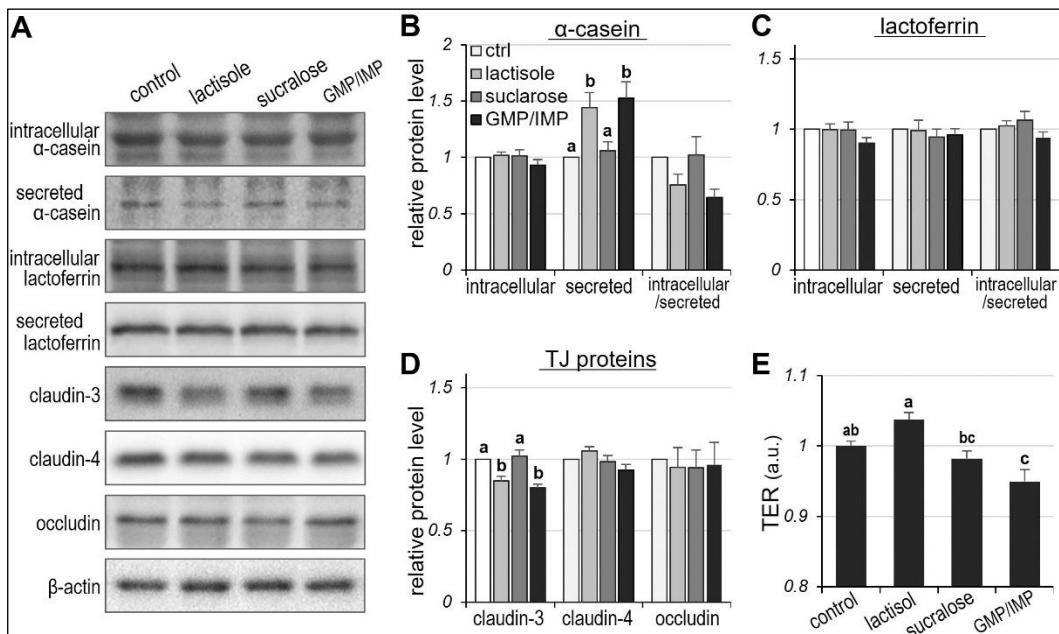 A
control
lactisole
sucralose
GMP/IMP
intracellular
α-casein
secreted
α-casein
intracellular
lactoferrin
secreted
lactoferrin
claudin-3
claudin-4
occludin
β-actin
B
α-casein
relative protein level
2
1.5
1
0.5
0
ctrl
lactisole
suclarose
GMP/IMP
a
b
a
b
intracellular
secreted
intracellular
/secreted
C
lactoferrin
1.5
1
0.5
0
intracellular
secreted
intracellular
/secreted
D
TJ proteins
relative protein level
1.5
1
0.5
0
a
b
a
b
claudin-3
claudin-4
occludin
E
TER (a.u.)
1.1
1
0.9
0.8
ab
a
bc
c
control
lactisol
sucralose
GMP/IMP